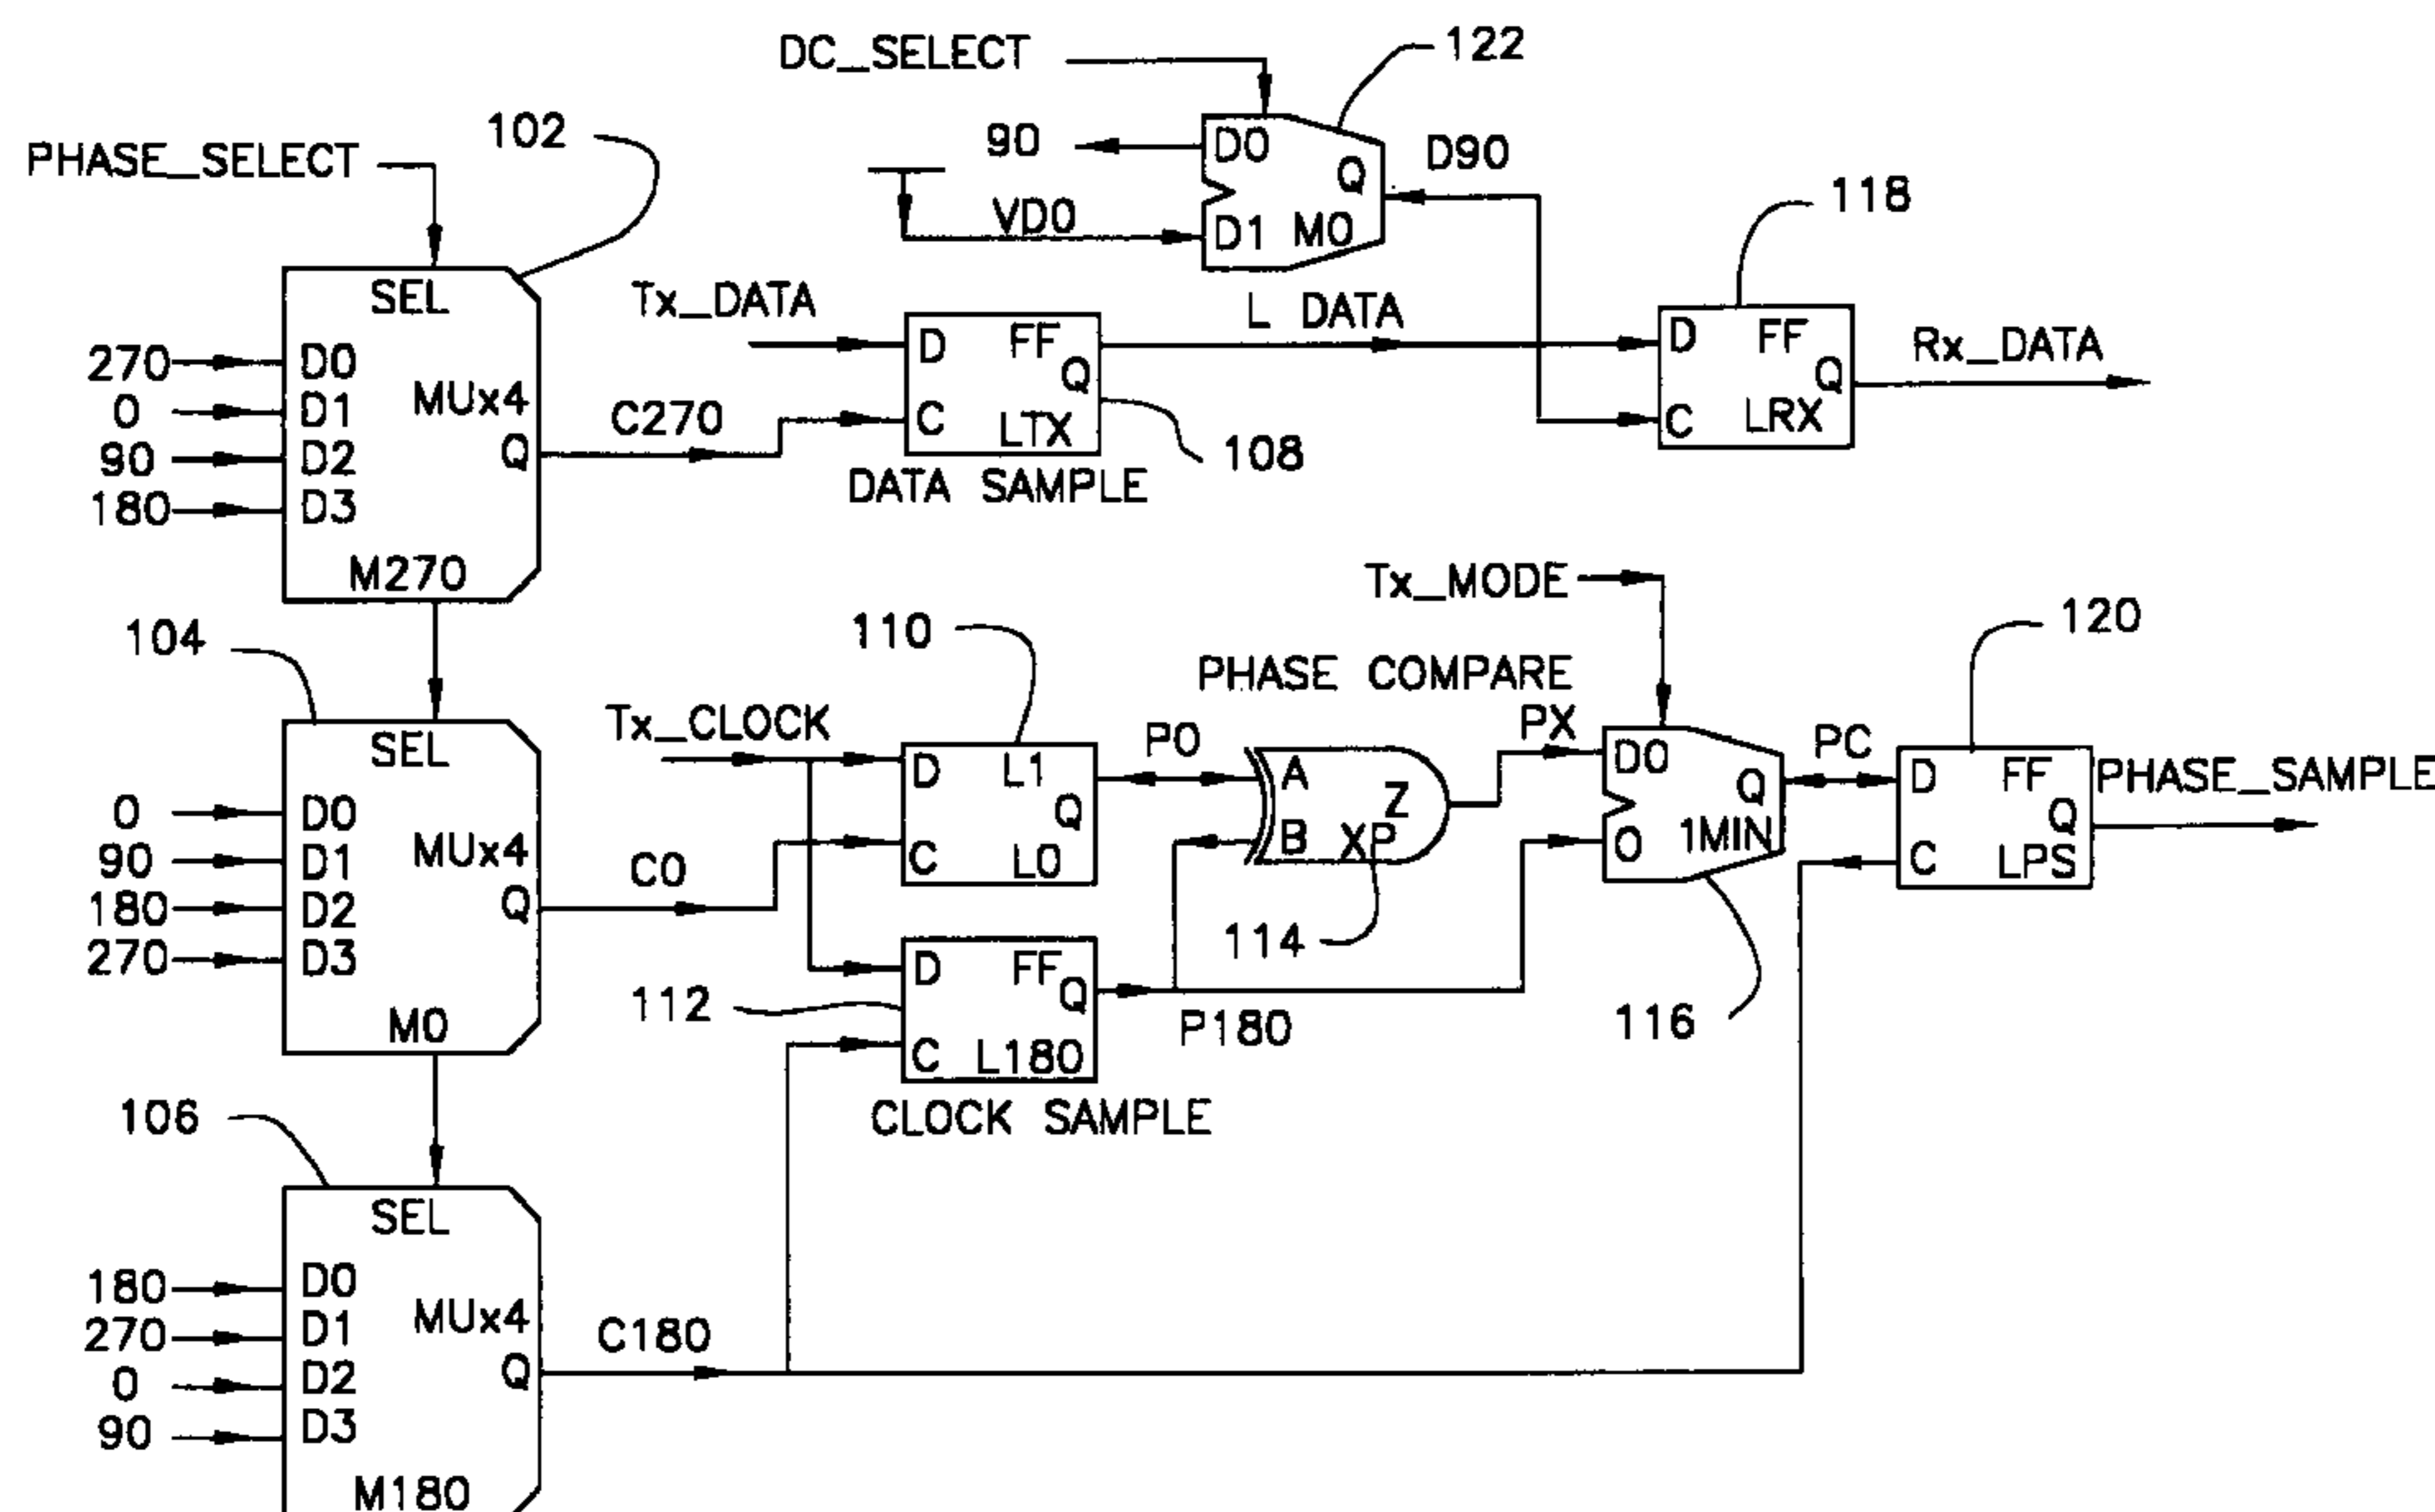 DC_SELECT
122
90
D0
Q
D90
VD0
D1 M0
PHASE_SELECT
102
SEL
270
D0
0
D1
MUx4
90
D2
Q
180
D3
M270
C270
Tx_DATA
D FF
Q
C LTX
DATA SAMPLE
108
L DATA
118
D FF
Q
C LRX
Rx_DATA
104
SEL
0
D0
90
D1
MUx4
180
D2
Q
270
D3
M0
C0
Tx_CLOCK
110
D L1
Q
C L0
112
D FF
Q
C L180
CLOCK SAMPLE
P0
P180
PHASE COMPARE
A
Z
B XP
114
PX
Tx_MODE
D0
Q
O 1MIN
116
PC
120
D FF
Q
C LPS
PHASE_SAMPLE
106
SEL
180
D0
270
D1
MUx4
0
D2
Q
90
D3
M180
C180